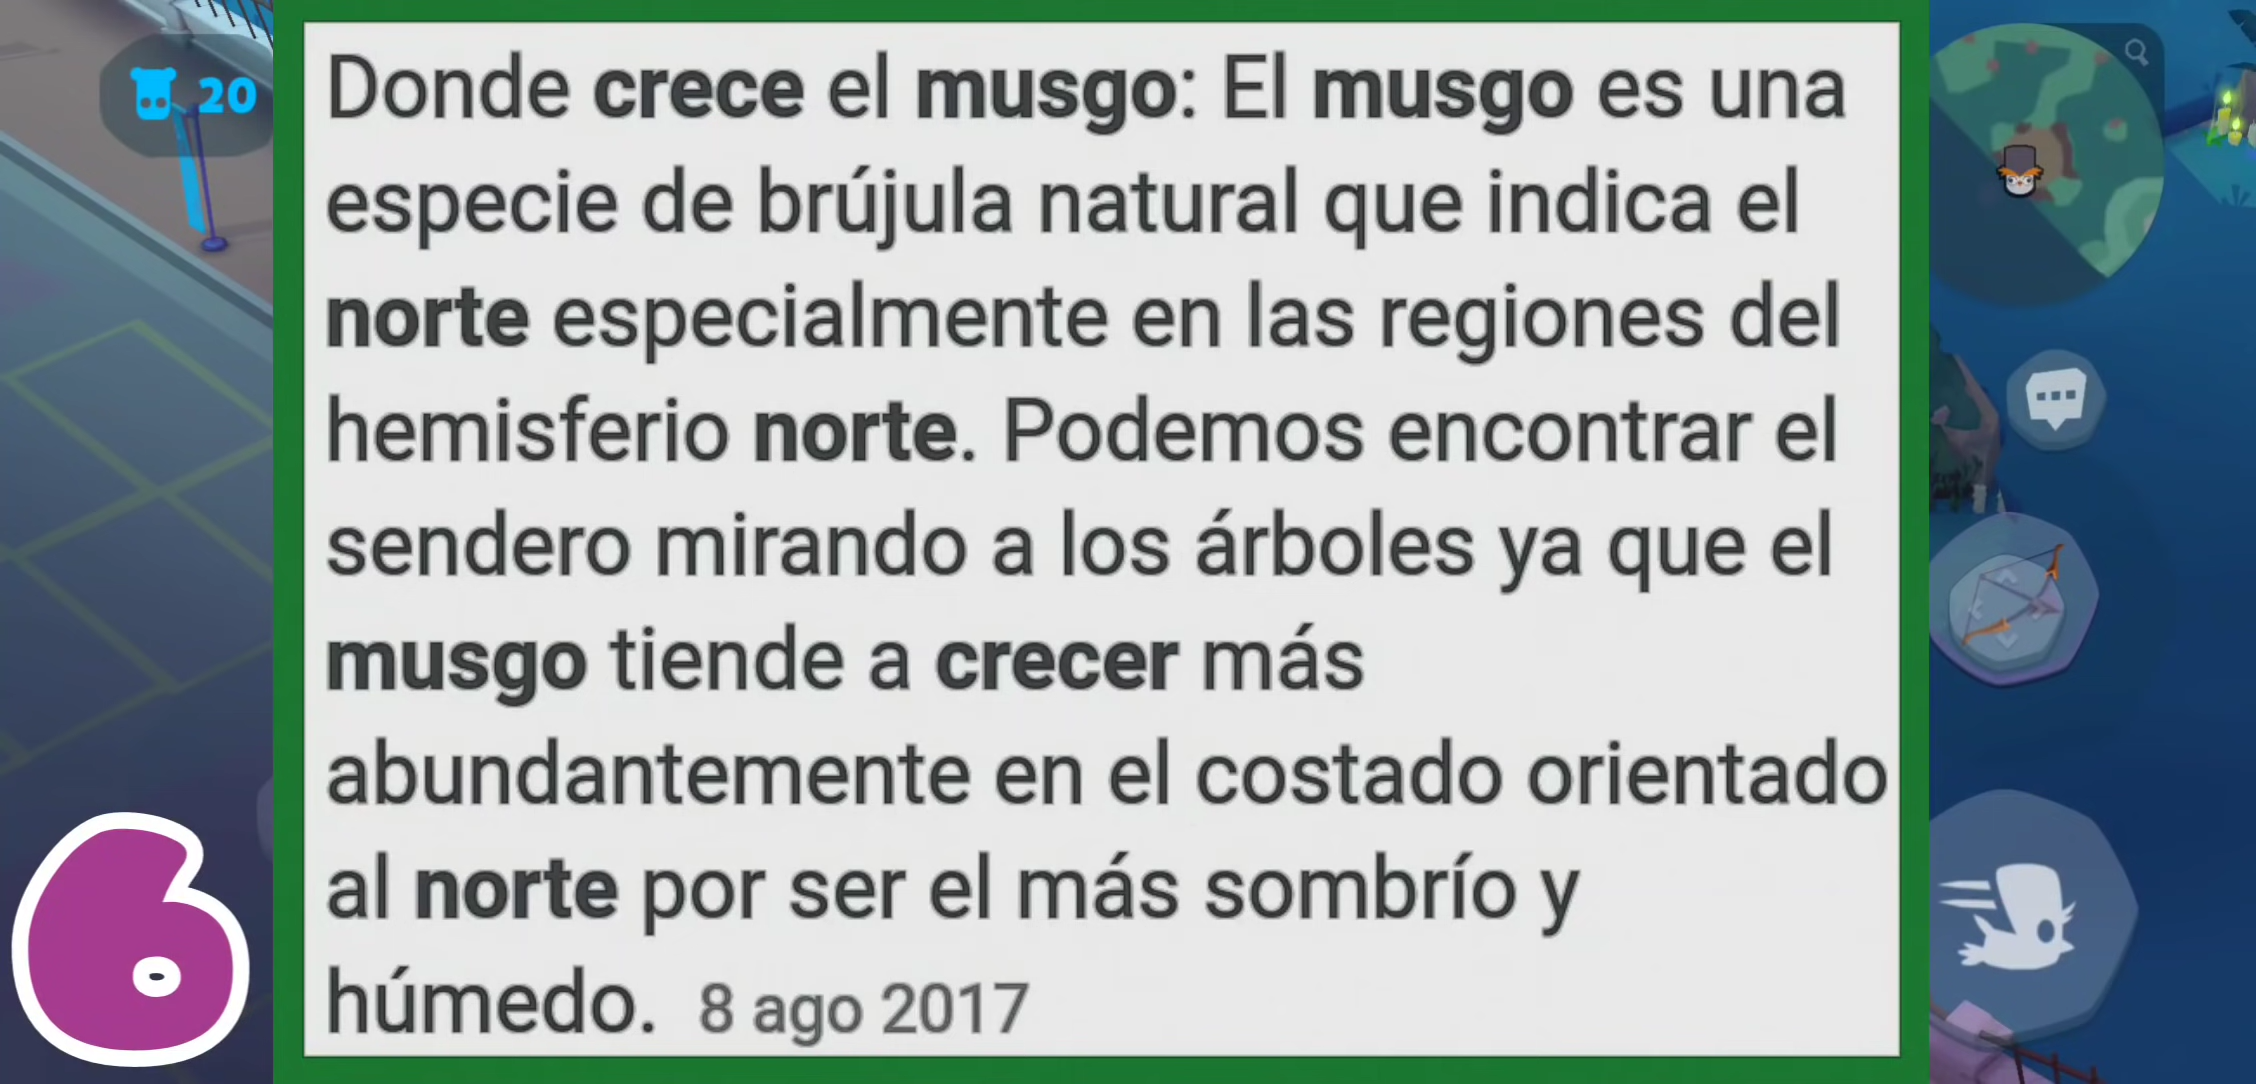 20
Donde crece el musgo: El musgo es una
especie de brújula natural que indica el
norte especialmente en las regiones del
hemisferio norte. Podemos encontrar el
sendero mirando a los árboles ya que el
musgo tiende a crecer más
abundantemente en el costado orientado
al norte por ser el más sombrío y
húmedo. 8 ago 2017
6